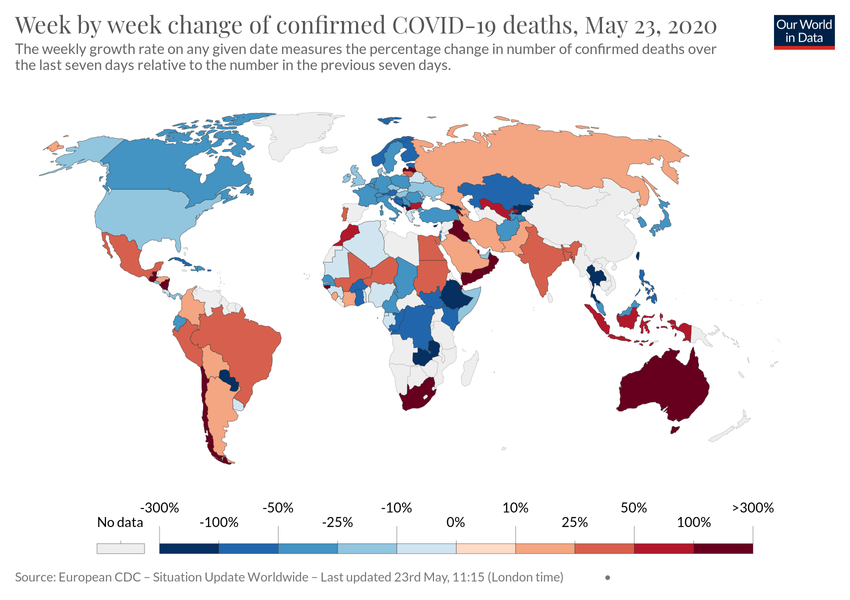 Week by week change of confirmed COVID-19 deaths, May 23, 2020
Our World
in Data
The weekly growth rate on any given date measures the percentage change in number of confirmed deaths over
the last seven days relative to the number in the previous seven days.
-300% -50% -10% 10% 50% >300%
No data -100% -25% 0% 25% 100%
Source: European CDC – Situation Update Worldwide – Last updated 23rd May, 11:15 (London time)